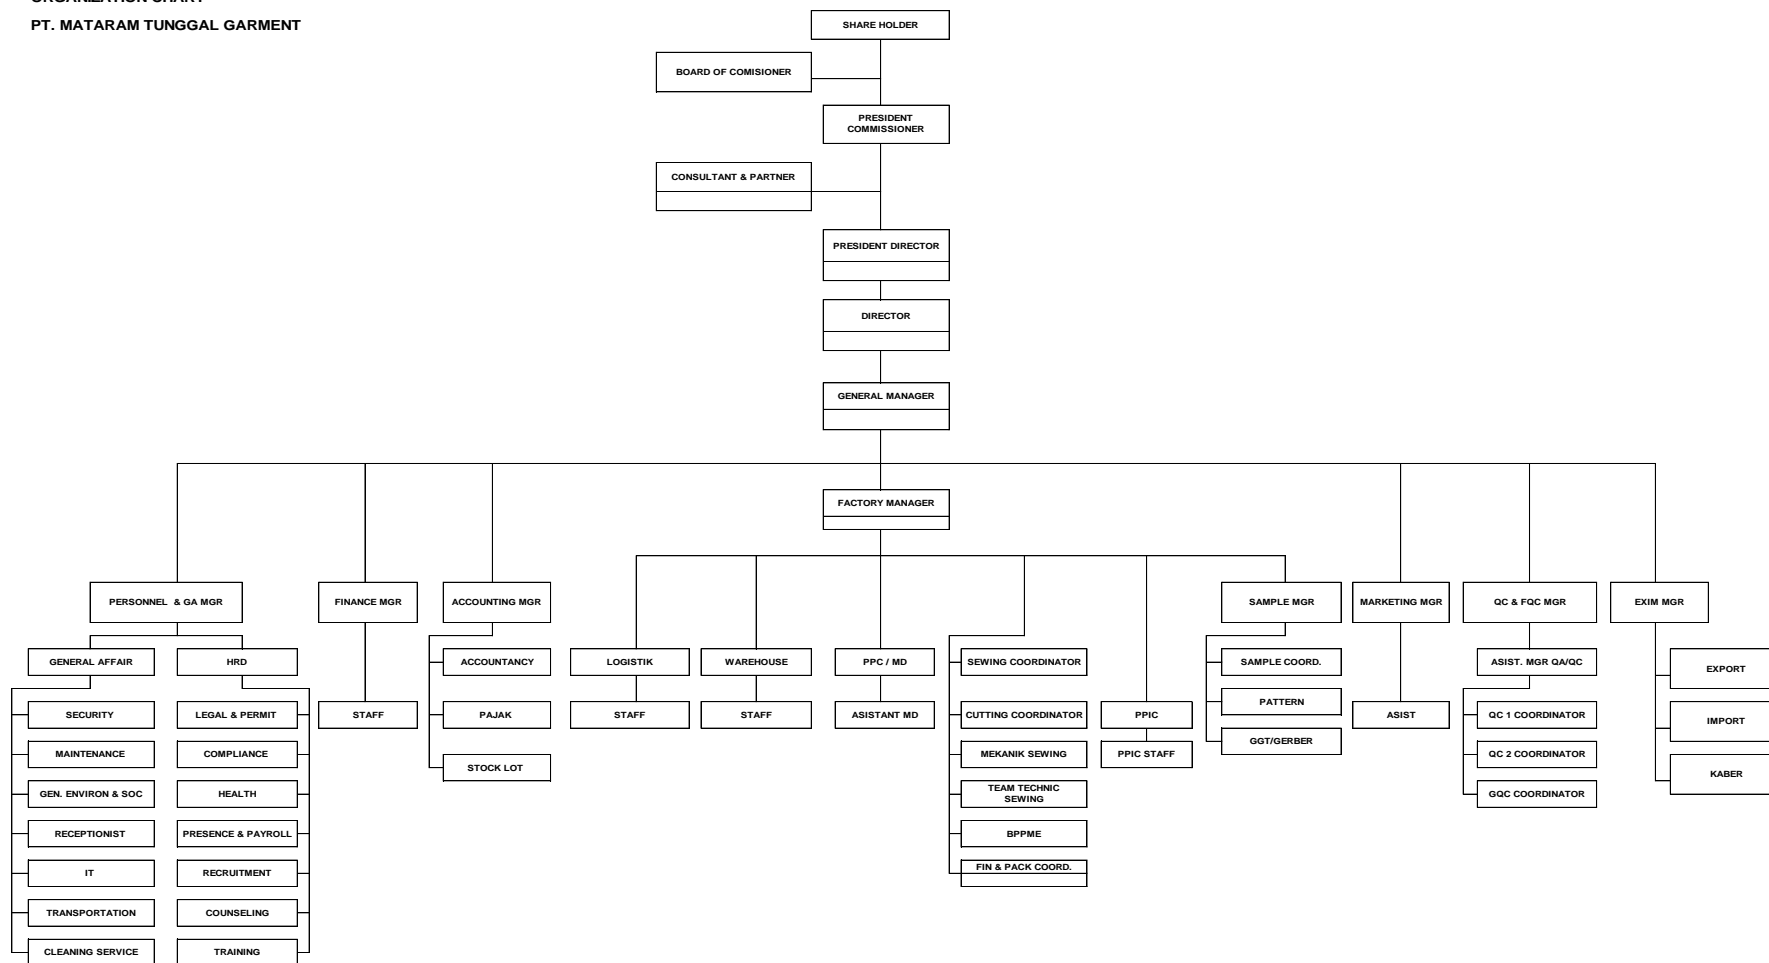 ORGANIZATION CHART
PT. MATARAM TUNGGAL GARMENT
SHARE HOLDER
BOARD OF COMISIONER
PRESIDENT
COMMISSIONER
CONSULTANT & PARTNER
PRESIDENT DIRECTOR
DIRECTOR
GENERAL MANAGER
FACTORY MANAGER
PERSONNEL & GA MGR
FINANCE MGR
ACCOUNTING MGR
SAMPLE MGR
MARKETING MGR
QC & FQC MGR
EXIM MGR
GENERAL AFFAIR
HRD
ACCOUNTANCY
LOGISTIK
WAREHOUSE
PPC / MD
SEWING COORDINATOR
SAMPLE COORD.
ASIST. MGR QA/QC
EXPORT
SECURITY
LEGAL & PERMIT
STAFF
PAJAK
STAFF
STAFF
ASISTANT MD
CUTTING COORDINATOR
PPIC
PATTERN
ASIST
QC 1 COORDINATOR
IMPORT
MAINTENANCE
COMPLIANCE
STOCK LOT
MEKANIK SEWING
PPIC STAFF
GGT/GERBER
QC 2 COORDINATOR
KABER
GEN. ENVIRON & SOC
HEALTH
TEAM TECHNIC
SEWING
GQC COORDINATOR
RECEPTIONIST
PRESENCE & PAYROLL
BPPME
IT
RECRUITMENT
FIN & PACK COORD.
TRANSPORTATION
COUNSELING
CLEANING SERVICE
TRAINING